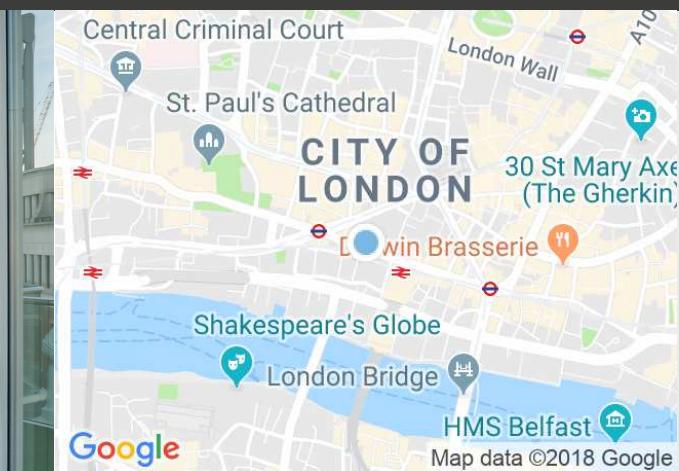 Central Criminal Court
A10
London Wall
St. Paul's Cathedral
CITY OF
LONDON
30 St Mary Axe
(The Gherkin)
win Brasserie
Shakespeare's Globe
London Bridge
HMS Belfast
Google
Map data ©2018 Google